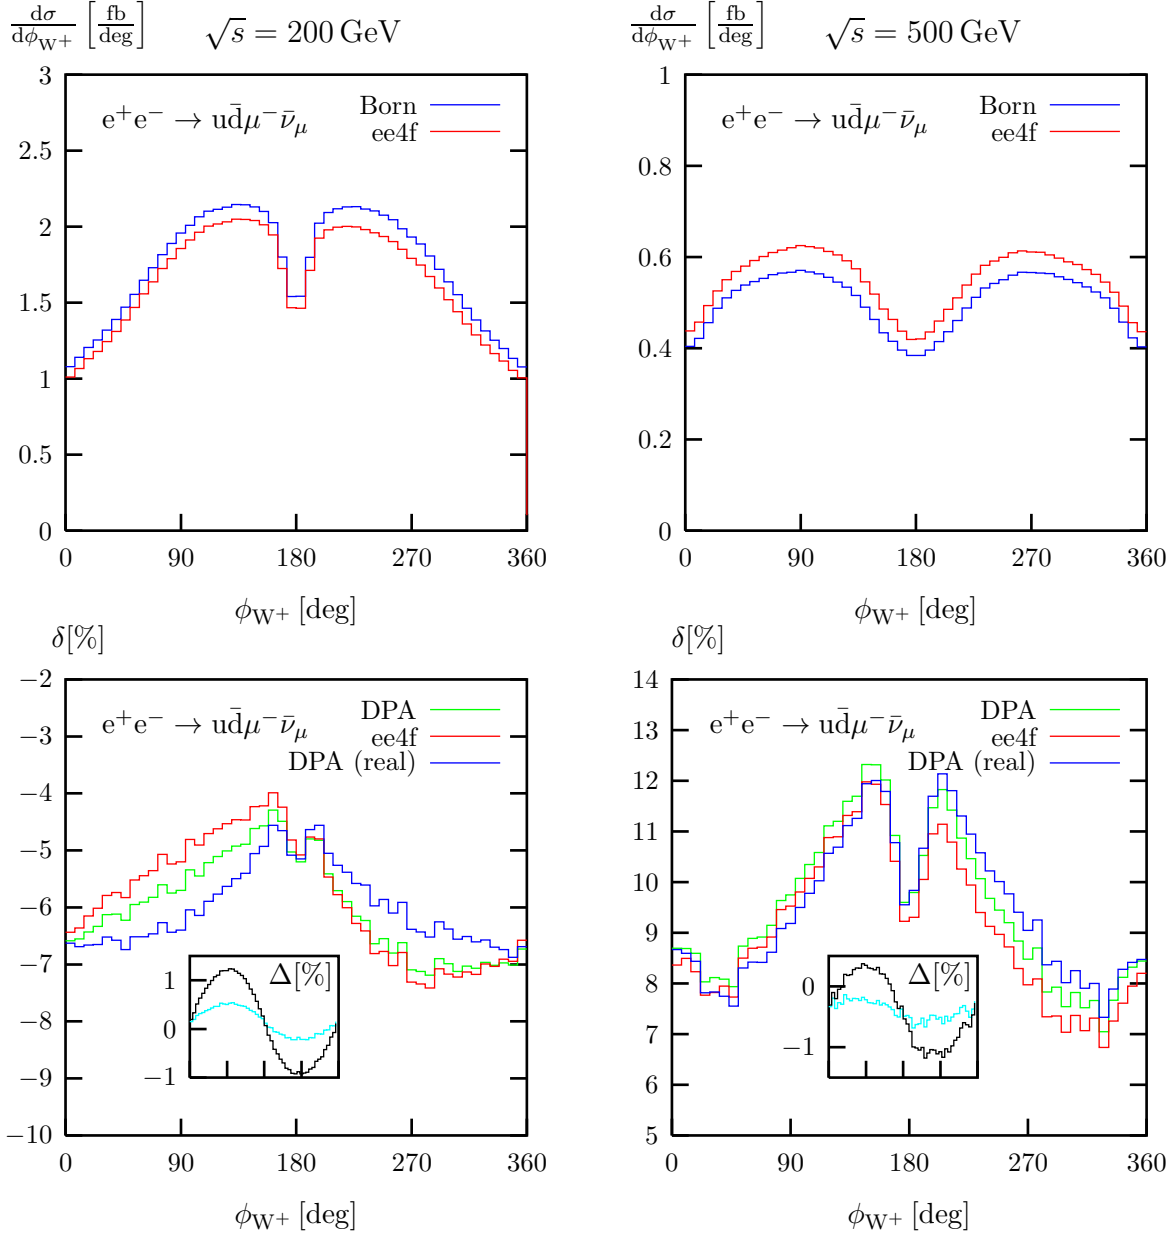 dσ/dϕ_W+ [fb/deg] √s = 200 GeV
3
2.5
2
1.5
1
0.5
0
e⁺e⁻ → ud̄μ⁻ν̄_μ
Born
ee4f
0 90 180 270 360
ϕ_W+ [deg]
dσ/dϕ_W+ [fb/deg] √s = 500 GeV
1
0.8
0.6
0.4
0.2
0
e⁺e⁻ → ud̄μ⁻ν̄_μ
Born
ee4f
0 90 180 270 360
ϕ_W+ [deg]
δ[%]
−2
−3
−4
−5
−6
−7
−8
−9
−10
e⁺e⁻ → ud̄μ⁻ν̄_μ
DPA
ee4f
DPA (real)
Δ[%]
1
0
−1
0 90 180 270 360
ϕ_W+ [deg]
δ[%]
14
13
12
11
10
9
8
7
6
5
e⁺e⁻ → ud̄μ⁻ν̄_μ
DPA
ee4f
DPA (real)
Δ[%]
0
−1
0 90 180 270 360
ϕ_W+ [deg]